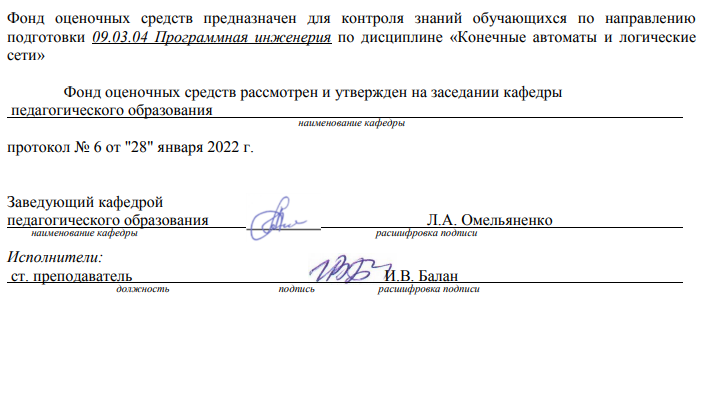 Фонд оценочных средств предназначен для контроля знаний обучающихся по направлению
подготовки 09.03.04 Программная инженерия по дисциплине «Конечные автоматы и логические
сети»
Фонд оценочных средств рассмотрен и утвержден на заседании кафедры
педагогического образования
наименование кафедры
протокол № 6 от "28" января 2022 г.
Заведующий кафедрой
педагогического образования Л.А. Омельяненко
наименование кафедры расшифровка подписи
Исполнители:
ст. преподаватель И.В. Балан
должность подпись расшифровка подписи